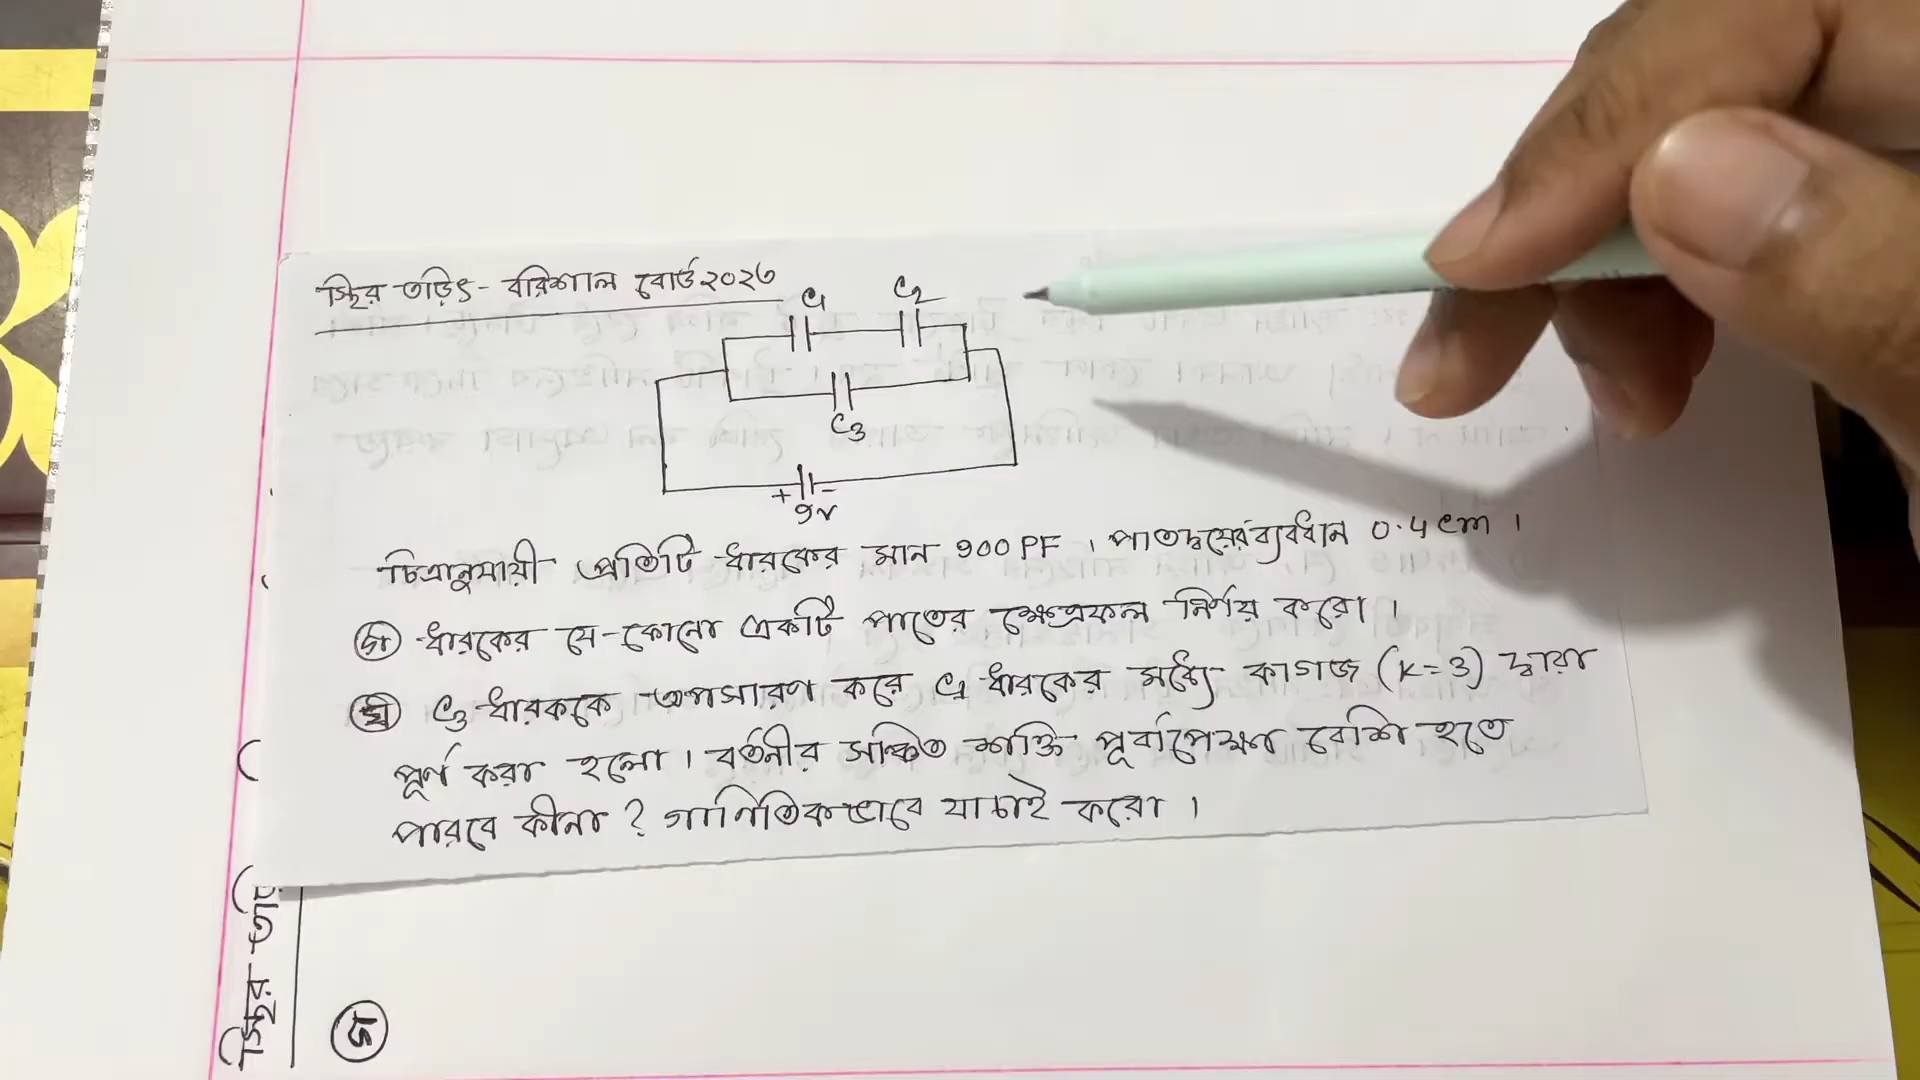 স্থির তড়িৎ - বরিশাল বোর্ড ২০২৩
C1 C2
C3
+ -
9V
চিত্রানুযায়ী প্রতিটি ধারকের মান 900 PF । পাতদ্বয়ের ব্যবধান 0.4 cm ।
গ ধারকের যে-কোনো একটি পাতের ক্ষেত্রফল নির্ণয় করো ।
ঘ C3 ধারককে অপসারণ করে C1 ধারকের মধ্যে কাগজ (K=3) দ্বারা
পূর্ণ করা হলো । বর্তনীর সঞ্চিত শক্তি পূর্বাপেক্ষা বেশি হতে
পারবে কীনা ? গাণিতিকভাবে যাচাই করো ।
স্থির
গ